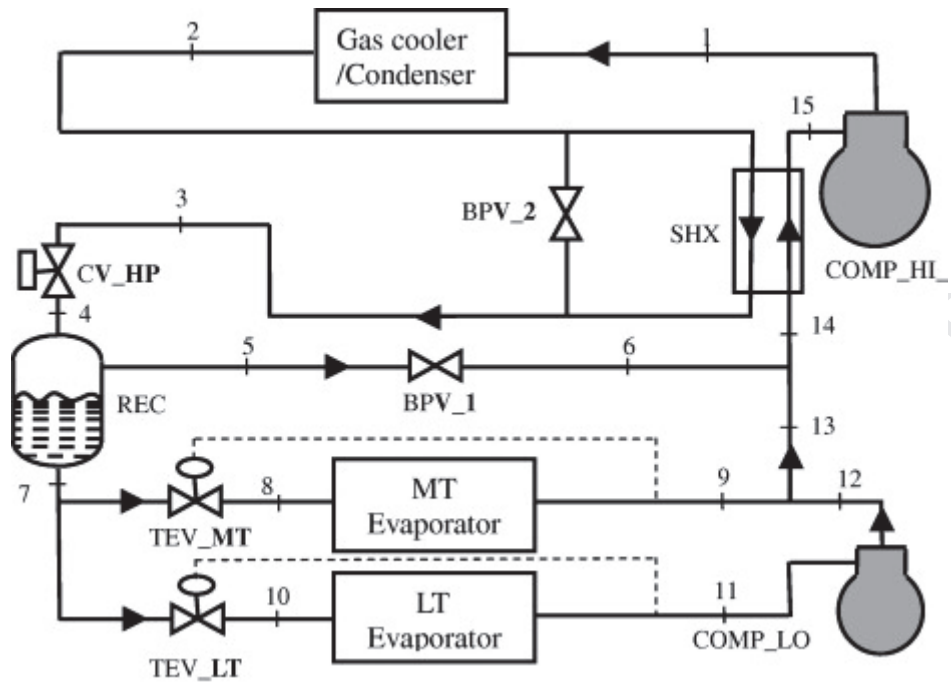 2
Gas cooler
/Condenser
1
15
3
BPV_2
SHX
CV_HP
COMP_HI_
4
14
5
6
REC
BPV_1
13
7
8
MT
Evaporator
9
12
TEV_MT
10
LT
Evaporator
11
COMP_LO
TEV_LT